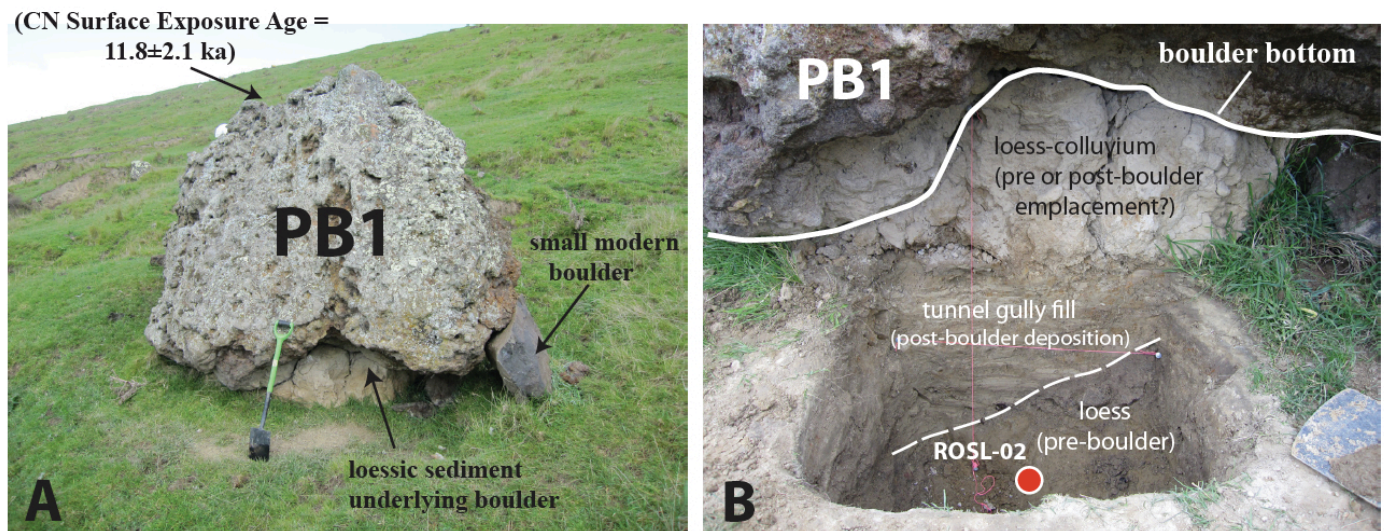 (CN Surface Exposure Age =
11.8±2.1 ka)
PB1
small modern
boulder
loessic sediment
underlying boulder
A
PB1
boulder bottom
loess-colluvium
(pre or post-boulder
emplacement?)
tunnel gully fill
(post-boulder deposition)
loess
(pre-boulder)
ROSL-02
B